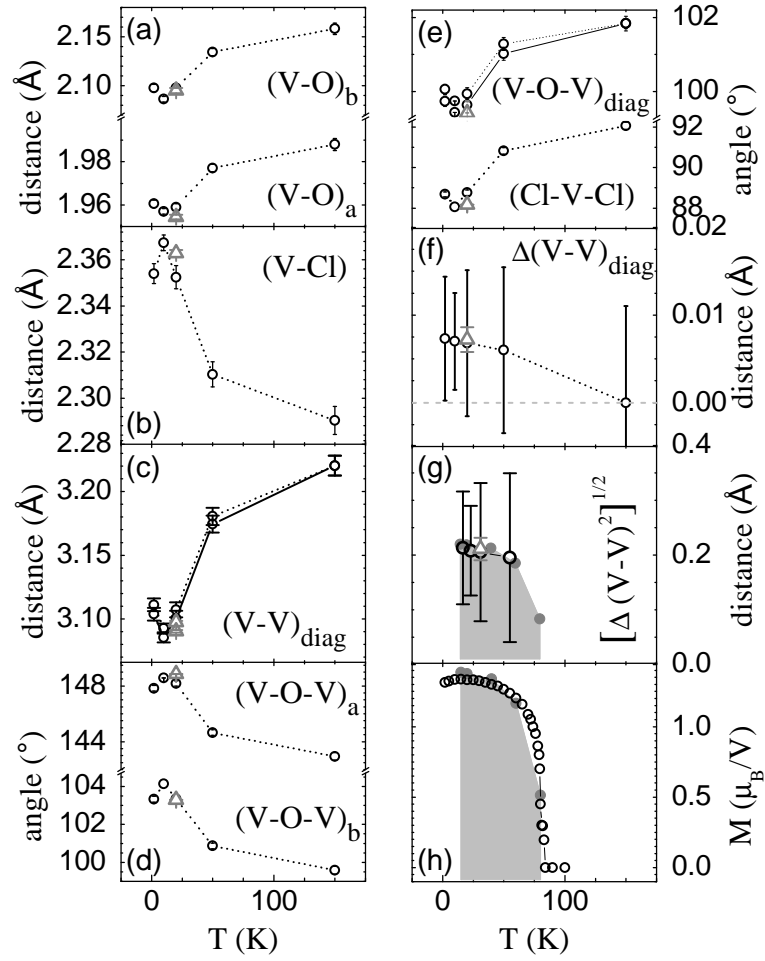 (a)
2.15
2.10
(V-O)b
1.98
1.96
(V-O)a
distance (Å)
2.36
2.34
2.31
2.30
2.28
(V-Cl)
(b)
distance (Å)
(c)
3.20
3.15
3.10
(V-V)diag
distance (Å)
148
144
(V-O-V)a
104
100
(V-O-V)b
(d)
angle (°)
0
100
T (K)
(e)
102
100
(V-O-V)diag
92
90
88
(Cl-V-Cl)
angle (°)
0.02
(f)
Δ(V-V)diag
0.01
0.00
distance (Å)
0.4
(g)
[Δ(V-V)²]1/2
0.2
0.0
distance (Å)
1.0
0.5
0.0
(h)
M (μB/V)
0
100
T (K)